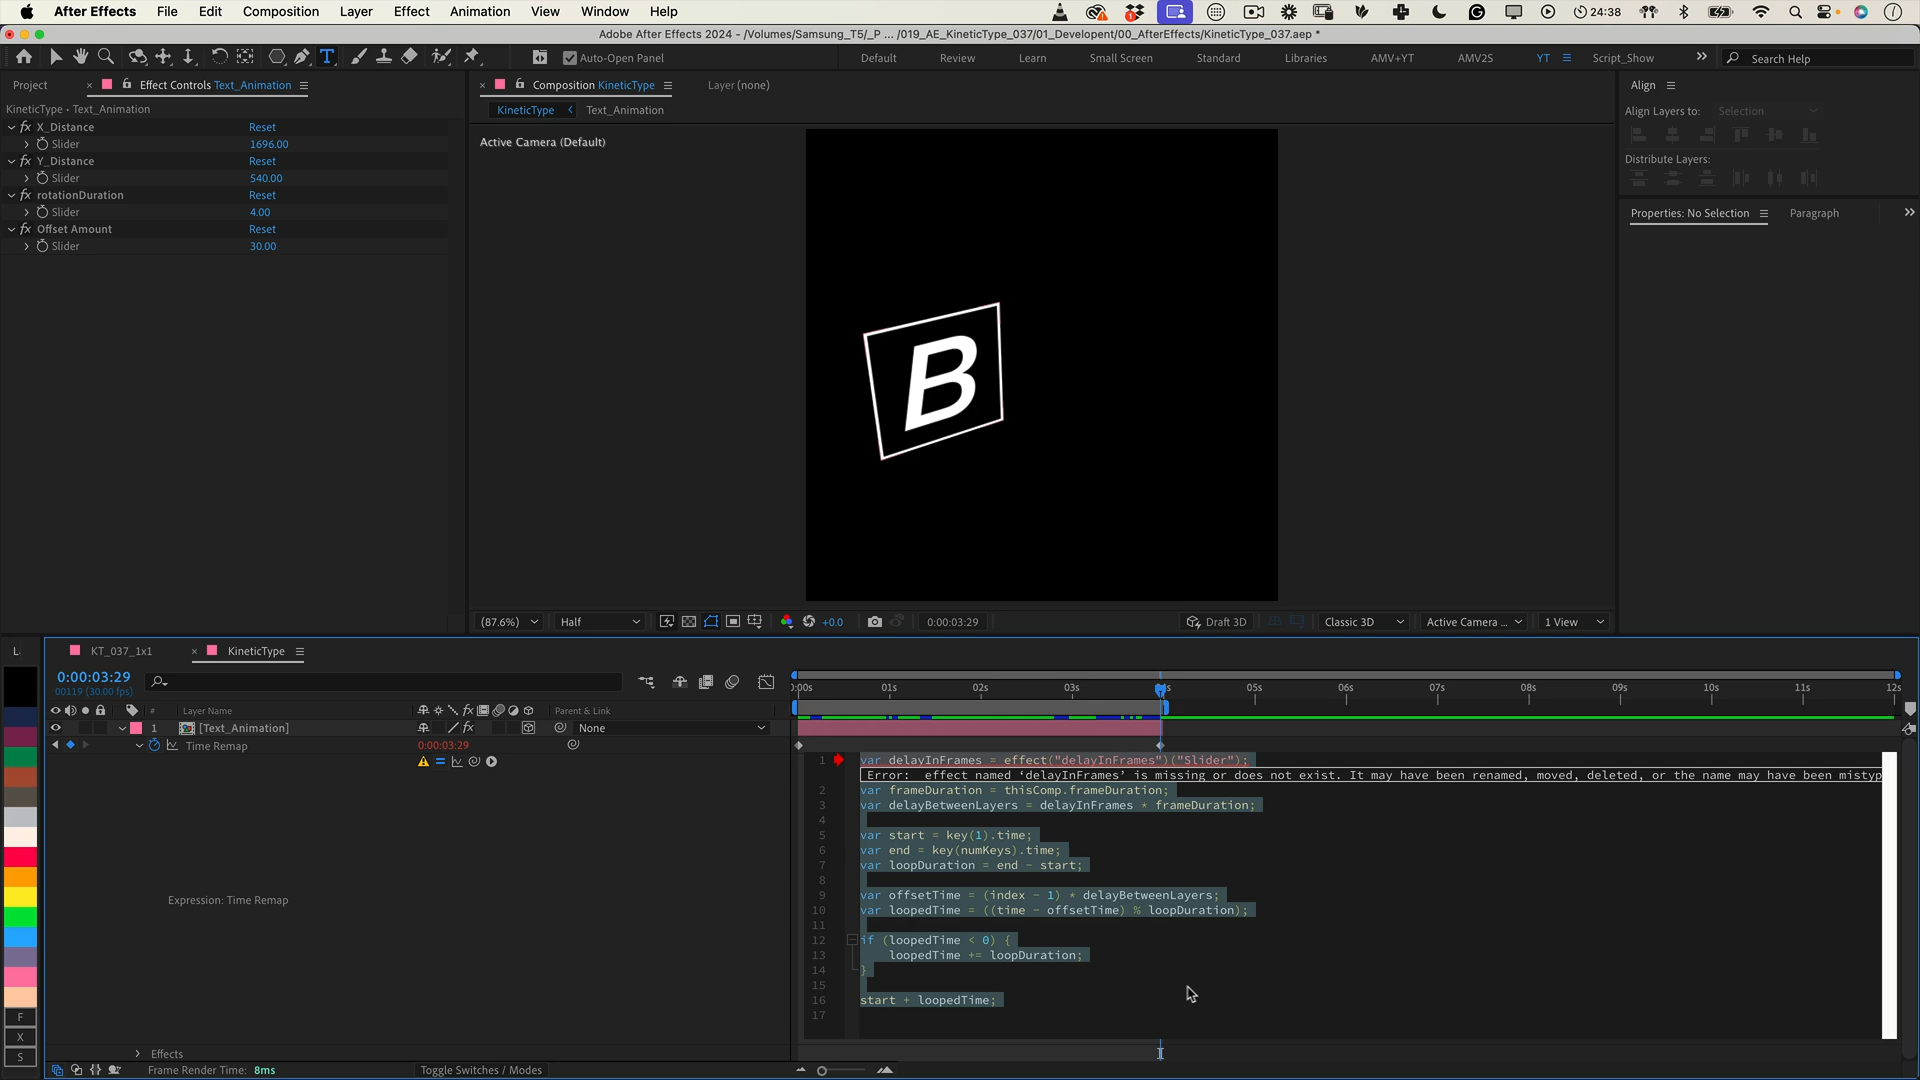 After Effects File Edit Composition Layer Effect Animation View Window Help 24:38
Adobe After Effects 2024 - /Volumes/Samsung_T5/_P ... /019_AE_KineticType_037/01_Developent/00_AfterEffects/KineticType_037.aep *
Auto-Open Panel Default Review Learn Small Screen Standard Libraries AMV+YT AMV2S YT Script_Show Search Help
Project Effect Controls Text_Animation Composition KineticType Layer (none) Align
KineticType • Text_Animation KineticType Text_Animation Align Layers to: Selection
fx X_Distance Reset
Slider 1696.00 Active Camera (Default)
fx Y_Distance Reset Distribute Layers:
Slider 540.00
fx rotationDuration Reset
Slider 4.00 Properties: No Selection Paragraph
fx Offset Amount Reset
Slider 30.00
B
(87.6%) Half +0.0 0:00:03:29 Draft 3D Classic 3D Active Camera ... 1 View
KT_037_1x1 KineticType
0:00:03:29
00119 (30.00 fps)
01s 02s 03s 05s 06s 07s 08s 09s 10s 11s 12s
# Layer Name fx Parent & Link
1 [Text_Animation] fx None
Time Remap 0:00:03:29
1 var delayInFrames = effect("delayInFrames")("Slider");
Error: effect named ‘delayInFrames’ is missing or does not exist. It may have been renamed, moved, deleted, or the name may have been mistyp
2 var frameDuration = thisComp.frameDuration;
3 var delayBetweenLayers = delayInFrames * frameDuration;
4
5 var start = key(1).time;
6 var end = key(numKeys).time;
7 var loopDuration = end - start;
8
9 var offsetTime = (index - 1) * delayBetweenLayers;
Expression: Time Remap
10 var loopedTime = ((time - offsetTime) % loopDuration);
11
12 if (loopedTime < 0) {
13 loopedTime += loopDuration;
14 }
15
16 start + loopedTime;
17
F
X
S
Effects
Frame Render Time: 8ms Toggle Switches / Modes